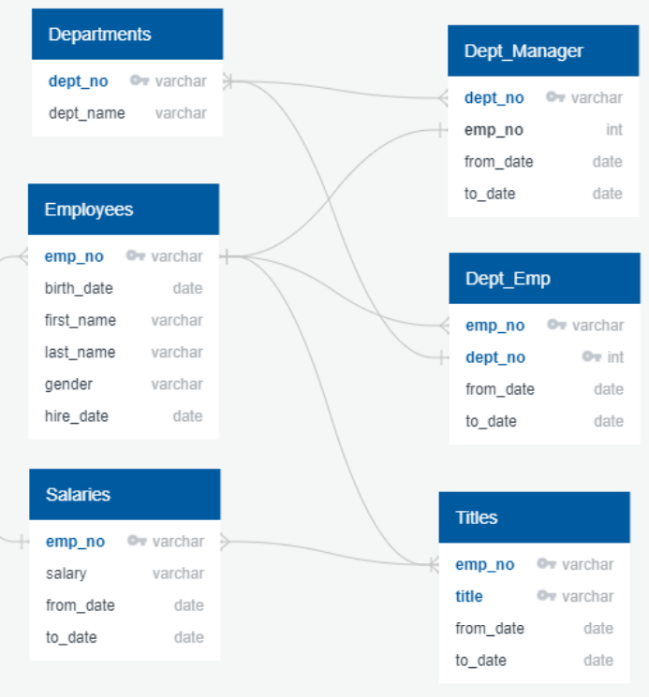 Departments
dept_no varchar
dept_name varchar
Dept_Manager
dept_no varchar
emp_no int
from_date date
to_date date
Employees
emp_no varchar
birth_date date
first_name varchar
last_name varchar
gender varchar
hire_date date
Dept_Emp
emp_no varchar
dept_no int
from_date date
to_date date
Salaries
emp_no varchar
salary varchar
from_date date
to_date date
Titles
emp_no varchar
title varchar
from_date date
to_date date